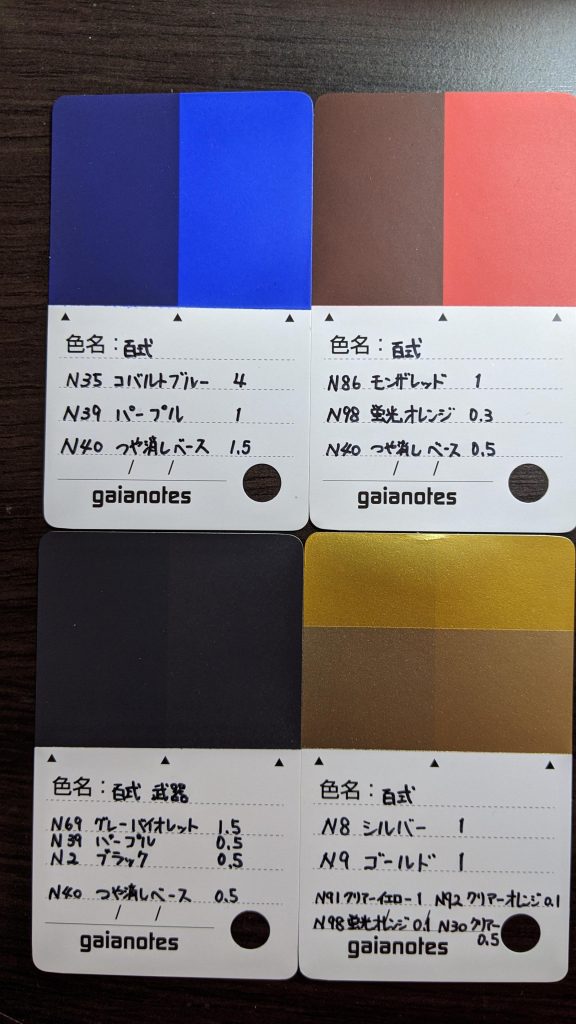 色名：百式
N35 コバルトブルー 4
N39 パープル 1
N40 つや消しベース 1.5
/ /
gaianotes
色名：百式
N86 モンザレッド 1
N98 蛍光オレンジ 0.3
N40 つや消しベース 0.5
/ /
gaianotes
色名：百式 武器
N69 グレーバイオレット 1.5
N39 パープル 0.5
N2 ブラック 0.5
N40 つや消しベース 0.5
/ /
gaianotes
色名：百式
N8 シルバー 1
N9 ゴールド 1
N91 クリアーイエロー 1 N92 クリアーオレンジ 0.1
N98 蛍光オレンジ 0.1 N30 クリアー
0.5
gaianotes